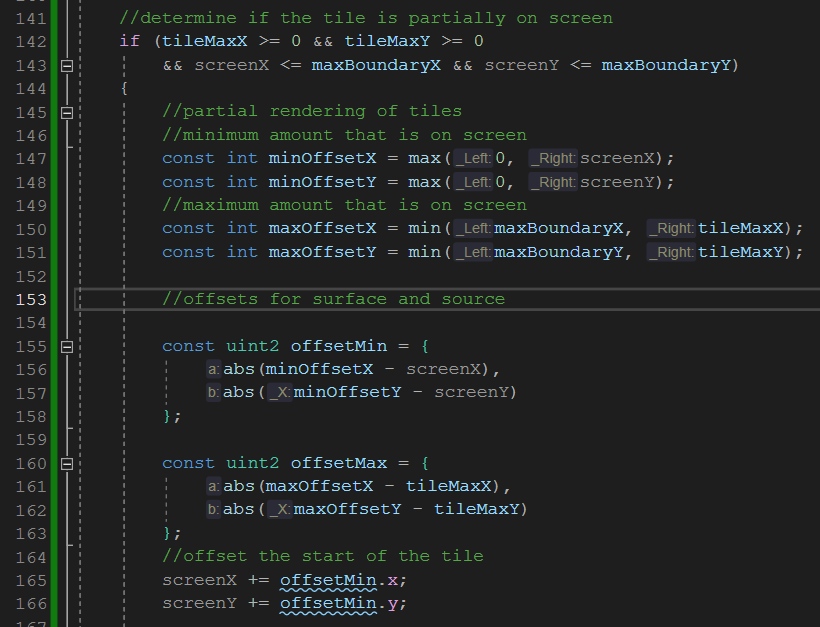 141 //determine if the tile is partially on screen
142 if (tileMaxX >= 0 && tileMaxY >= 0
143 && screenX <= maxBoundaryX && screenY <= maxBoundaryY)
144 {
145 //partial rendering of tiles
146 //minimum amount that is on screen
147 const int minOffsetX = max(_Left:0, _Right:screenX);
148 const int minOffsetY = max(_Left:0, _Right:screenY);
149 //maximum amount that is on screen
150 const int maxOffsetX = min(_Left:maxBoundaryX, _Right:tileMaxX);
151 const int maxOffsetY = min(_Left:maxBoundaryY, _Right:tileMaxY);
152
153 //offsets for surface and source
154
155 const uint2 offsetMin = {
156 a:abs(minOffsetX - screenX),
157 b:abs(_X:minOffsetY - screenY)
158 };
159
160 const uint2 offsetMax = {
161 a:abs(maxOffsetX - tileMaxX),
162 b:abs(_X:maxOffsetY - tileMaxY)
163 };
164 //offset the start of the tile
165 screenX += offsetMin.x;
166 screenY += offsetMin.y;